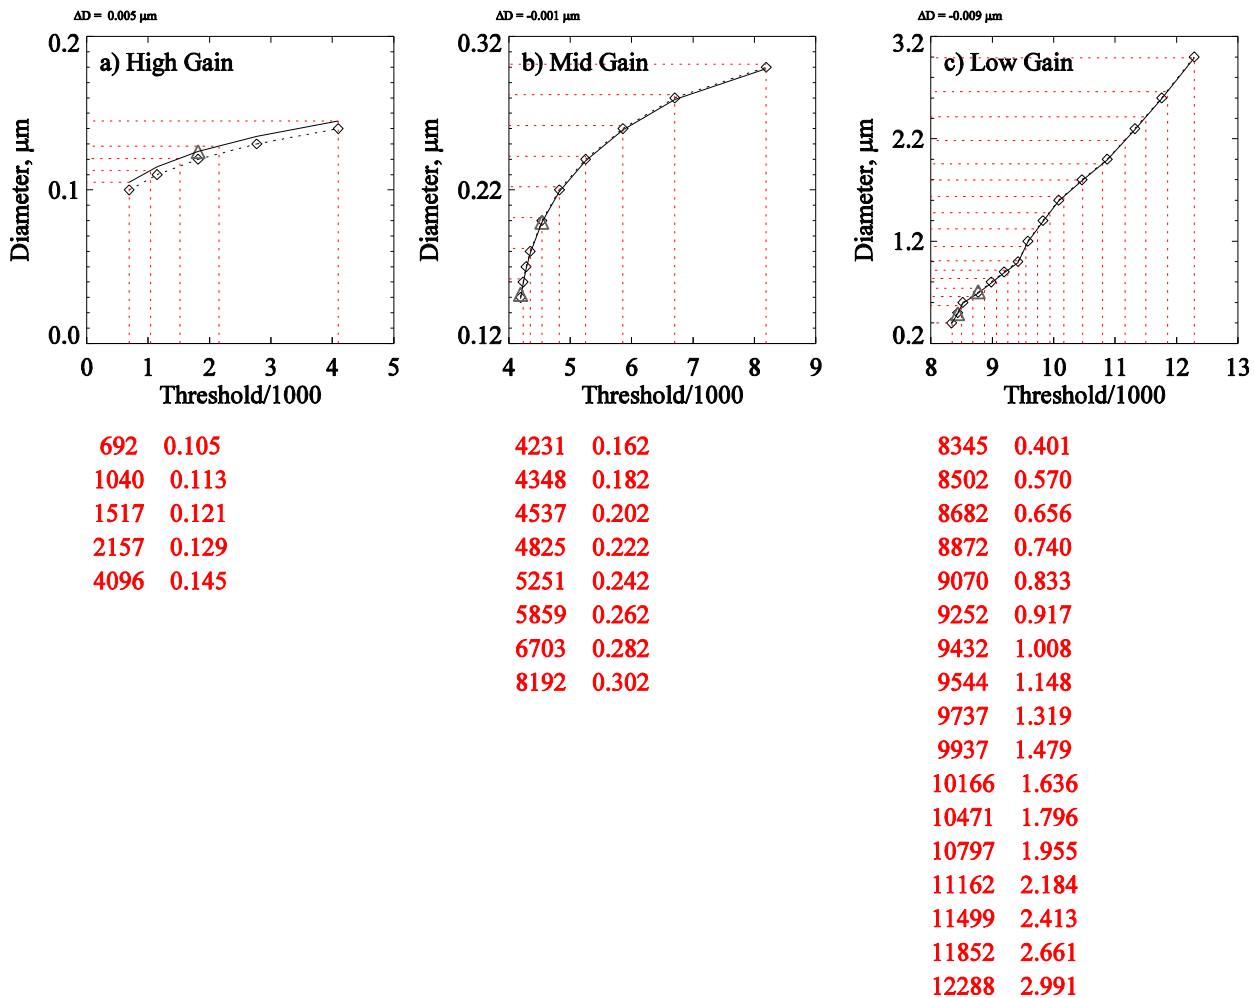 ΔD = 0.005 μm
a) High Gain
0.2
0.1
0.0
Diameter, μm
0 1 2 3 4 5
Threshold/1000
692 0.105
1040 0.113
1517 0.121
2157 0.129
4096 0.145
ΔD = -0.001 μm
b) Mid Gain
0.32
0.22
0.12
Diameter, μm
4 5 6 7 8 9
Threshold/1000
4231 0.162
4348 0.182
4537 0.202
4825 0.222
5251 0.242
5859 0.262
6703 0.282
8192 0.302
ΔD = -0.009 μm
c) Low Gain
3.2
2.2
1.2
0.2
Diameter, μm
8 9 10 11 12 13
Threshold/1000
8345 0.401
8502 0.570
8682 0.656
8872 0.740
9070 0.833
9252 0.917
9432 1.008
9544 1.148
9737 1.319
9937 1.479
10166 1.636
10471 1.796
10797 1.955
11162 2.184
11499 2.413
11852 2.661
12288 2.991